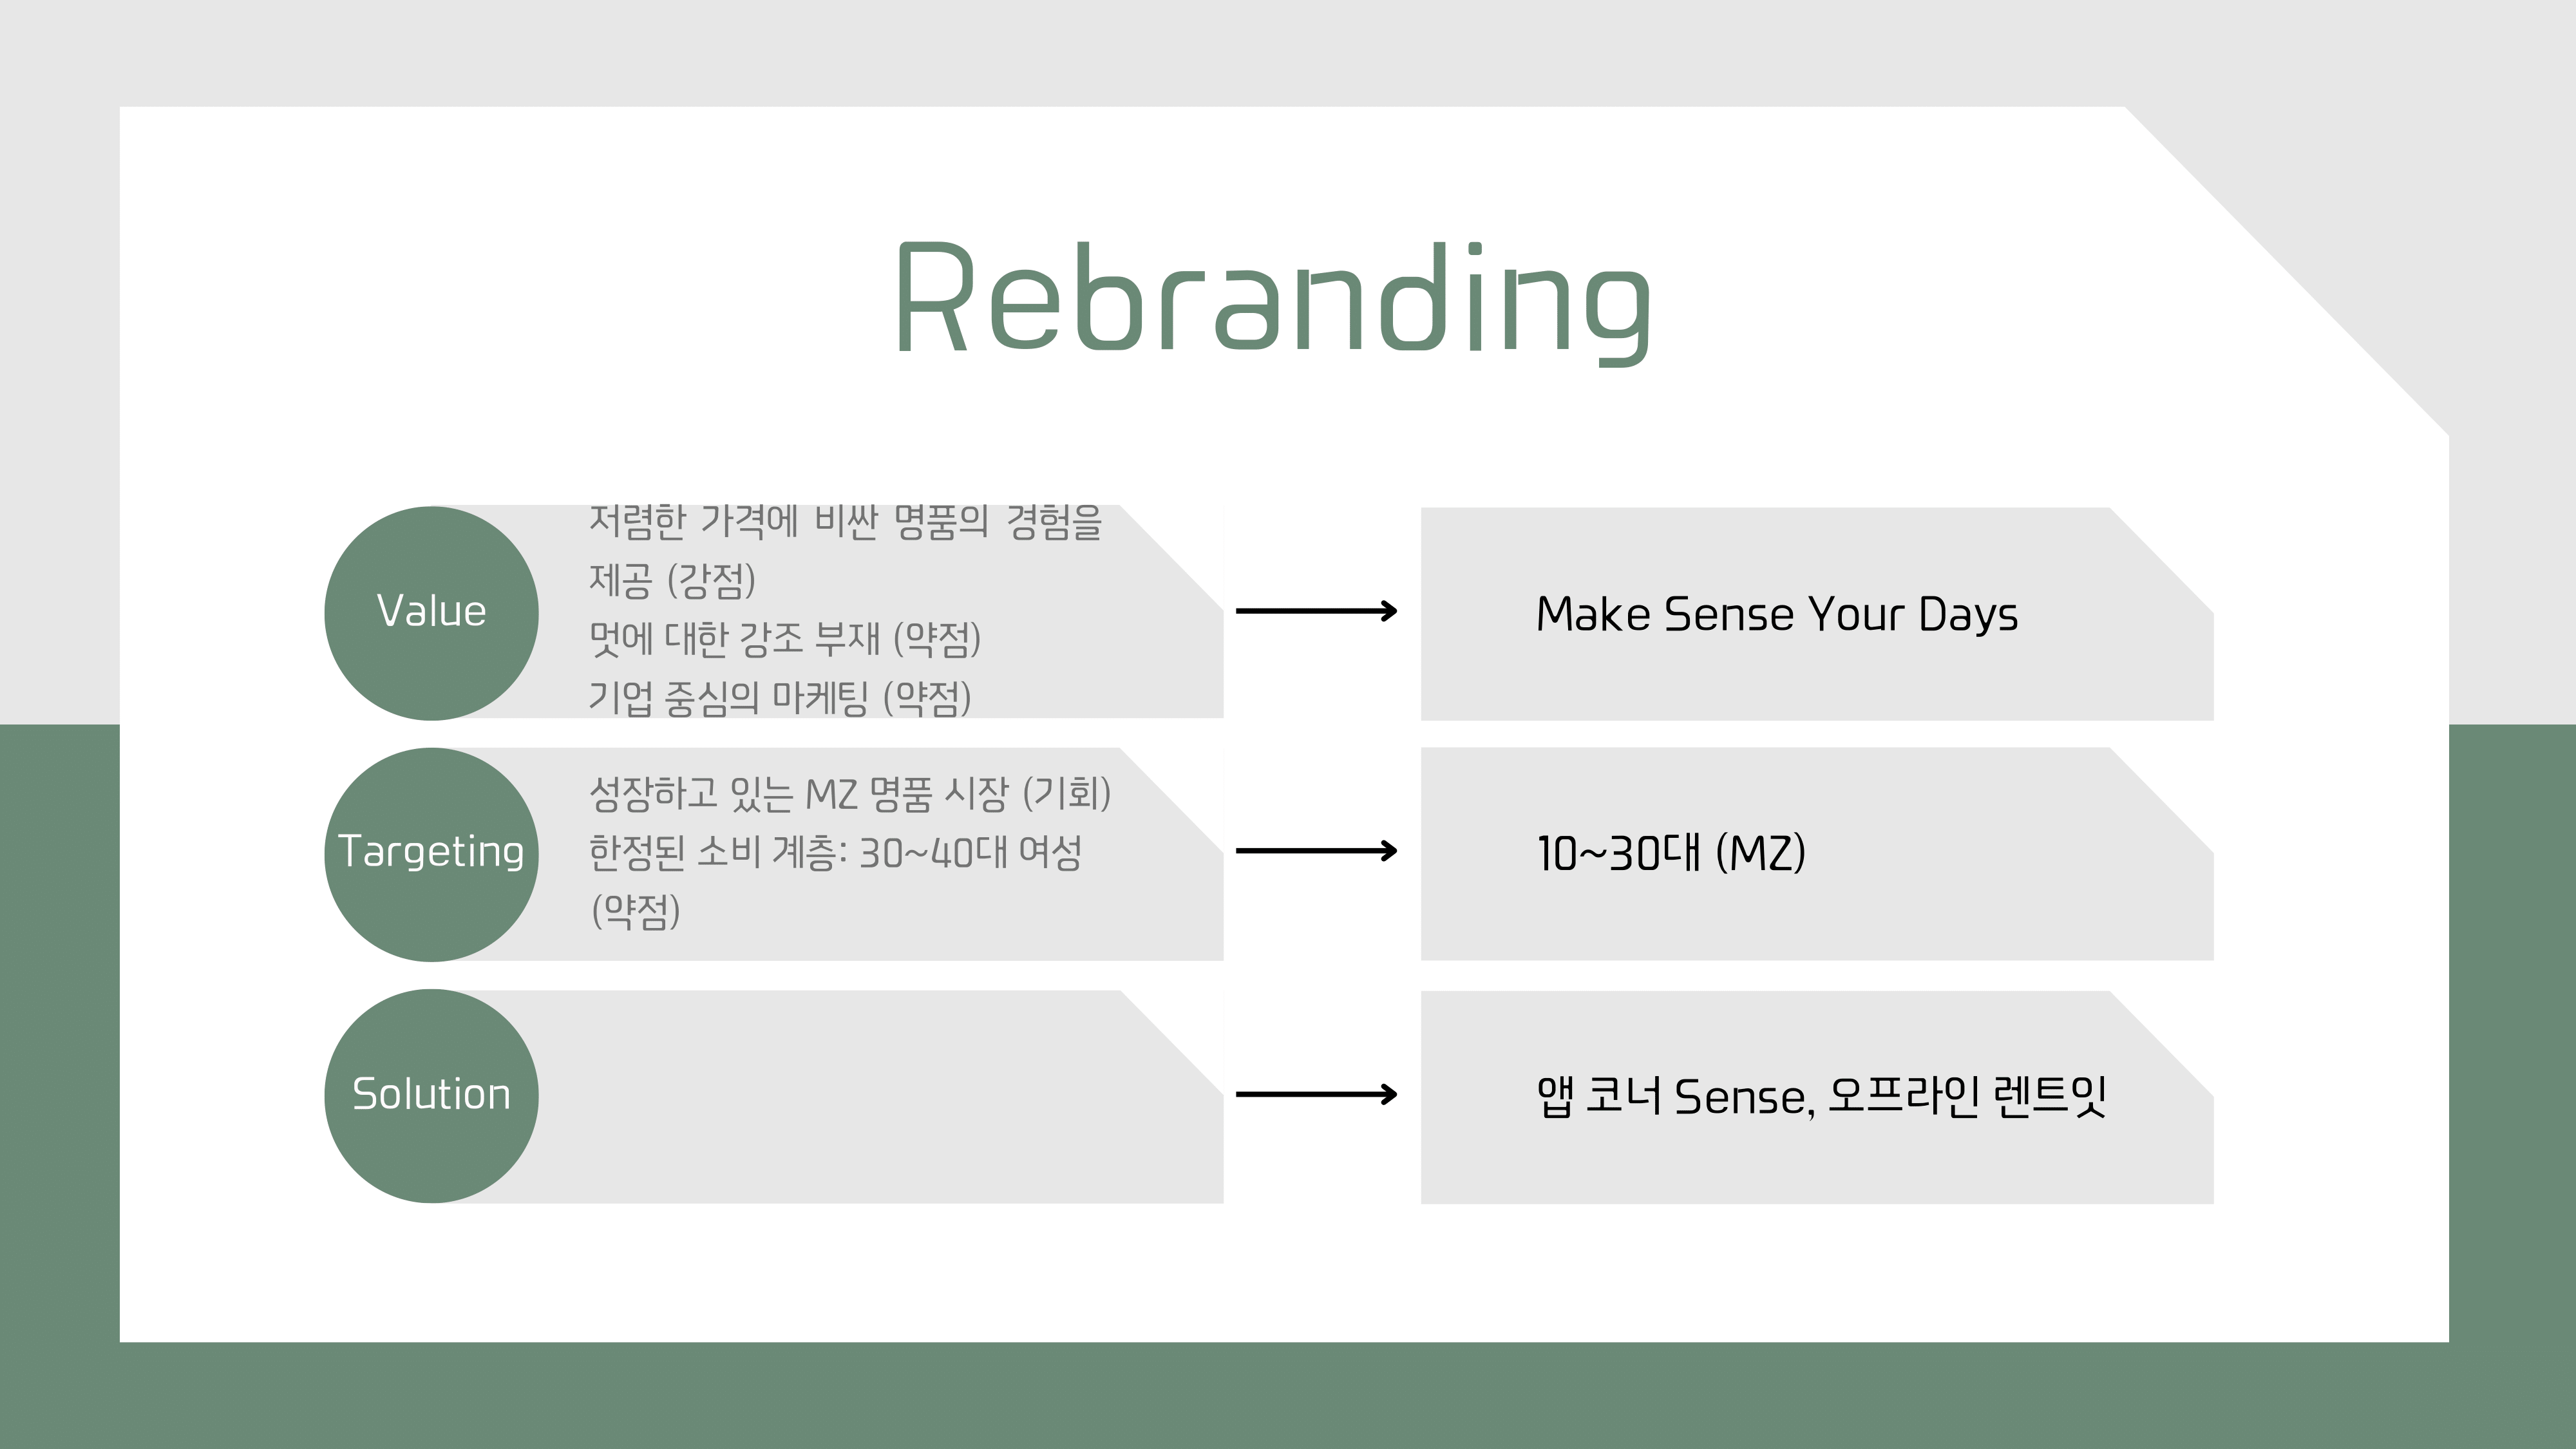 Rebranding
Value
저렴한 가격에 비싼 명품의 경험을
제공 (강점)
멋에 대한 강조 부재 (약점)
기업 중심의 마케팅 (약점)
Make Sense Your Days
Targeting
성장하고 있는 MZ 명품 시장 (기회)
한정된 소비 계층: 30~40대 여성
(약점)
10~30대 (MZ)
Solution
앱 코너 Sense, 오프라인 렌트잇